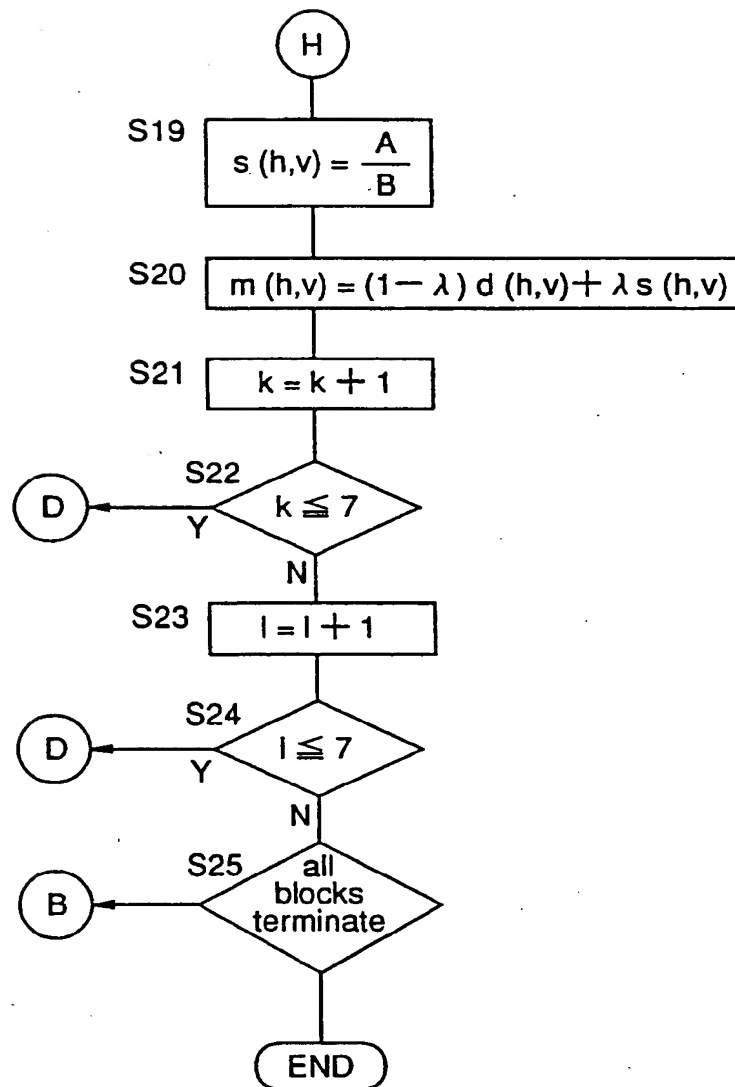 H
S19
s (h,v) = A/B
S20
m (h,v) = (1− λ) d (h,v) + λ s (h,v)
S21
k = k + 1
S22
k ≦ 7
D
Y
N
S23
l = l + 1
S24
l ≦ 7
D
Y
N
S25
all
blocks
terminate
B
END